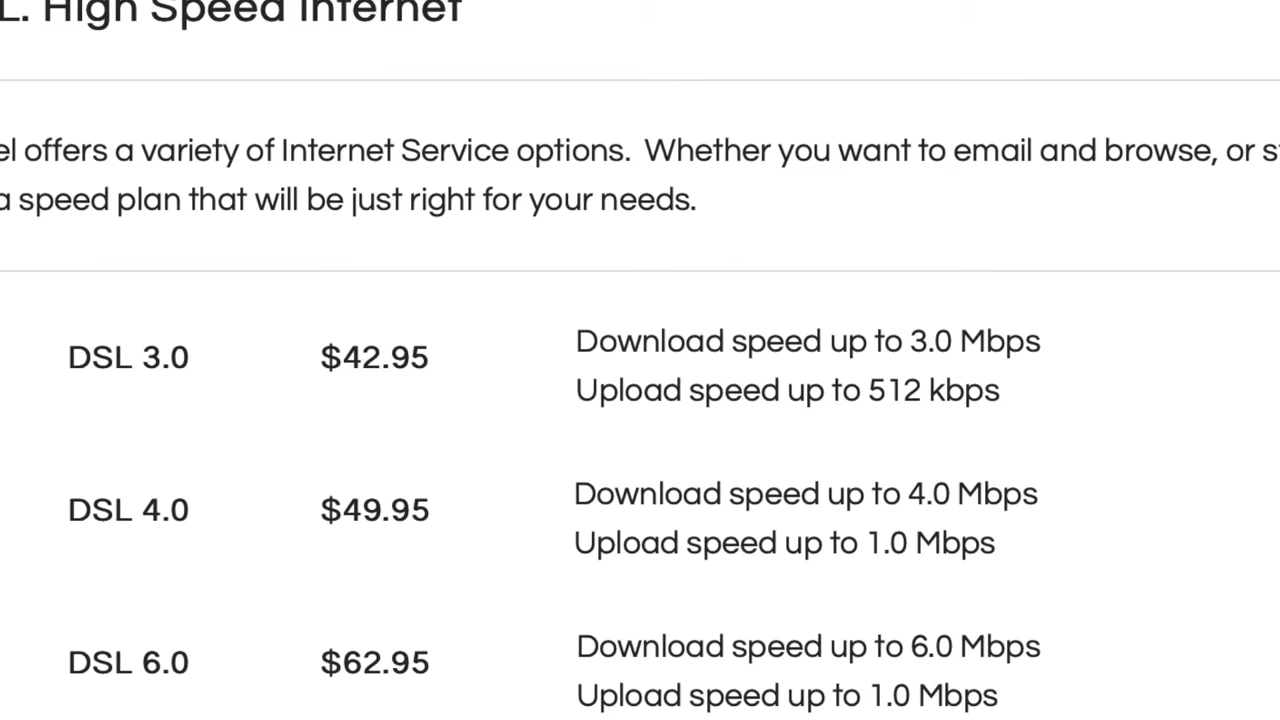 L. High Speed Internet
el offers a variety of Internet Service options.  Whether you want to email and browse, or st
a speed plan that will be just right for your needs.
DSL 3.0 $42.95 Download speed up to 3.0 Mbps
Upload speed up to 512 kbps
DSL 4.0 $49.95 Download speed up to 4.0 Mbps
Upload speed up to 1.0 Mbps
DSL 6.0 $62.95 Download speed up to 6.0 Mbps
Upload speed up to 1.0 Mbps